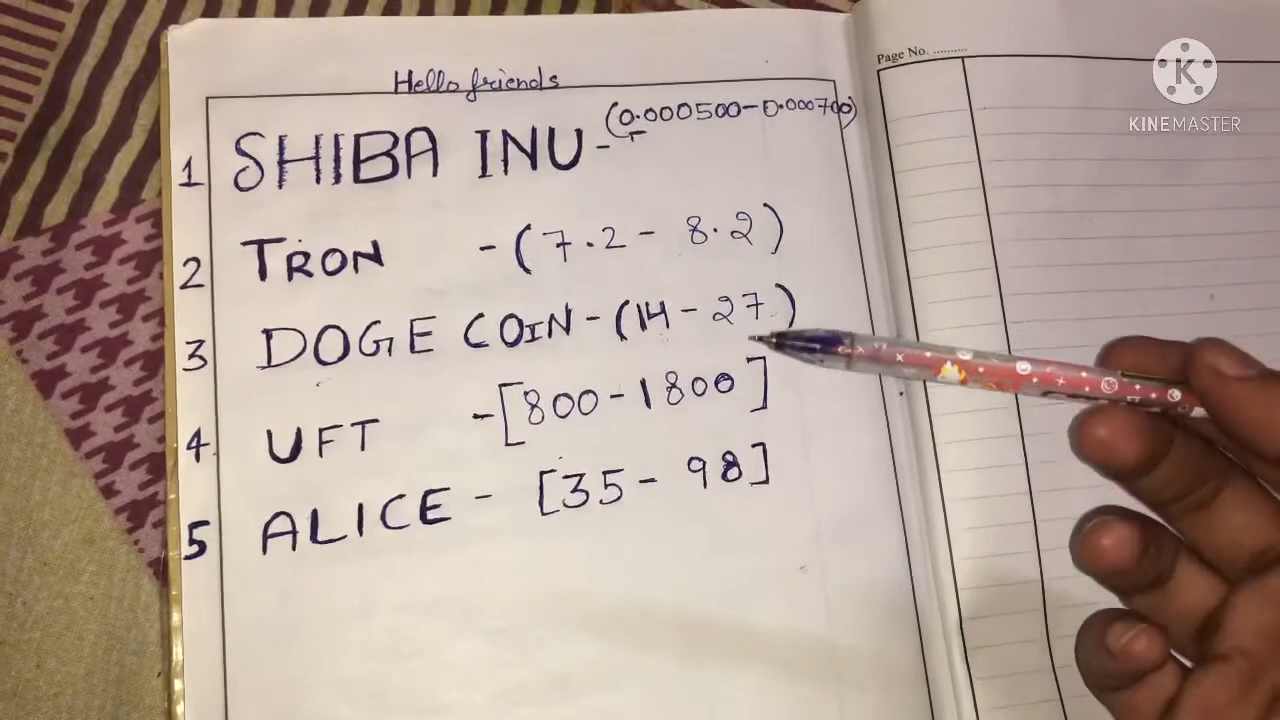 Hello friends
1 SHIBA INU - (0.000500-0.000700)
2 TRON - (7.2 - 8.2)
3 DOGE COIN - (14 - 27)
4. UFT - [800 - 1800]
5 ALICE - [35 - 98]
Page No. ..........
K
KINEMASTER